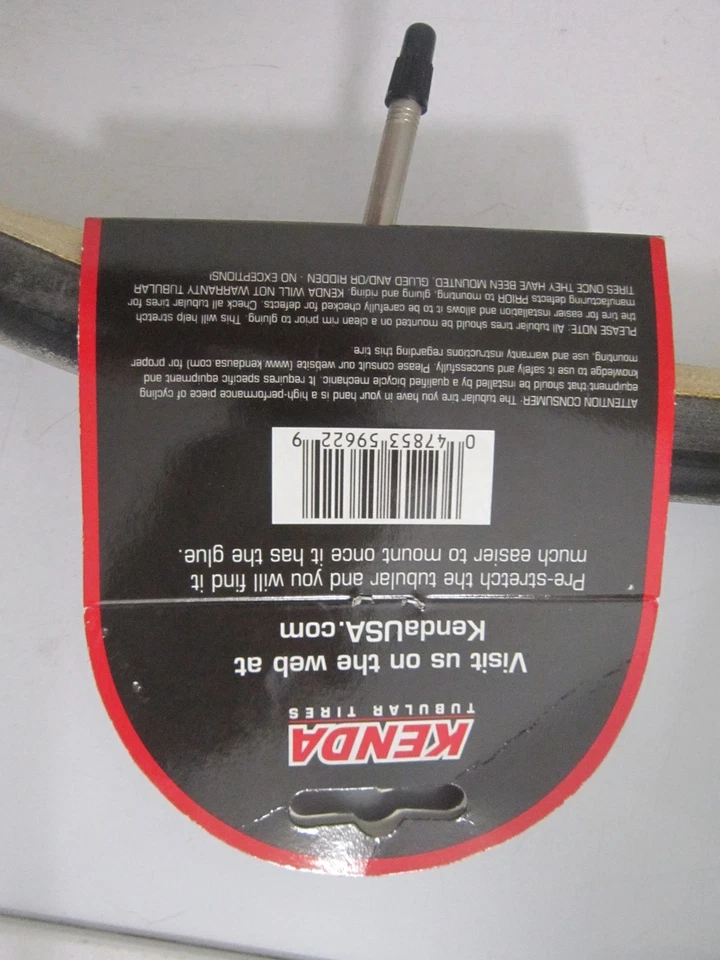 KENDA
TUBULAR TIRES
Visit us on the web at
KendaUSA.com
Pre-stretch the tubular and you will find it
much easier to mount once it has the glue.
0 47853 59622 9
ATTENTION CONSUMER: The tubular tire you have in your hand is a high-performance piece of cycling
equipment that should be installed by a qualified bicycle mechanic. It requires specific equipment and
knowledge to use it safely and successfully. Please consult our website (www.kendausa.com) for proper
mounting, use and warranty instructions regarding this tire.
PLEASE NOTE: All tubular tires should be mounted on a clean rim prior to gluing. This will help stretch
the tire for easier installation and allows it to be carefully checked for defects. Check all tubular tires for
manufacturing defects PRIOR to mounting, gluing and riding. KENDA WILL NOT WARRANTY TUBULAR
TIRES ONCE THEY HAVE BEEN MOUNTED, GLUED AND/OR RIDDEN - NO EXCEPTIONS!